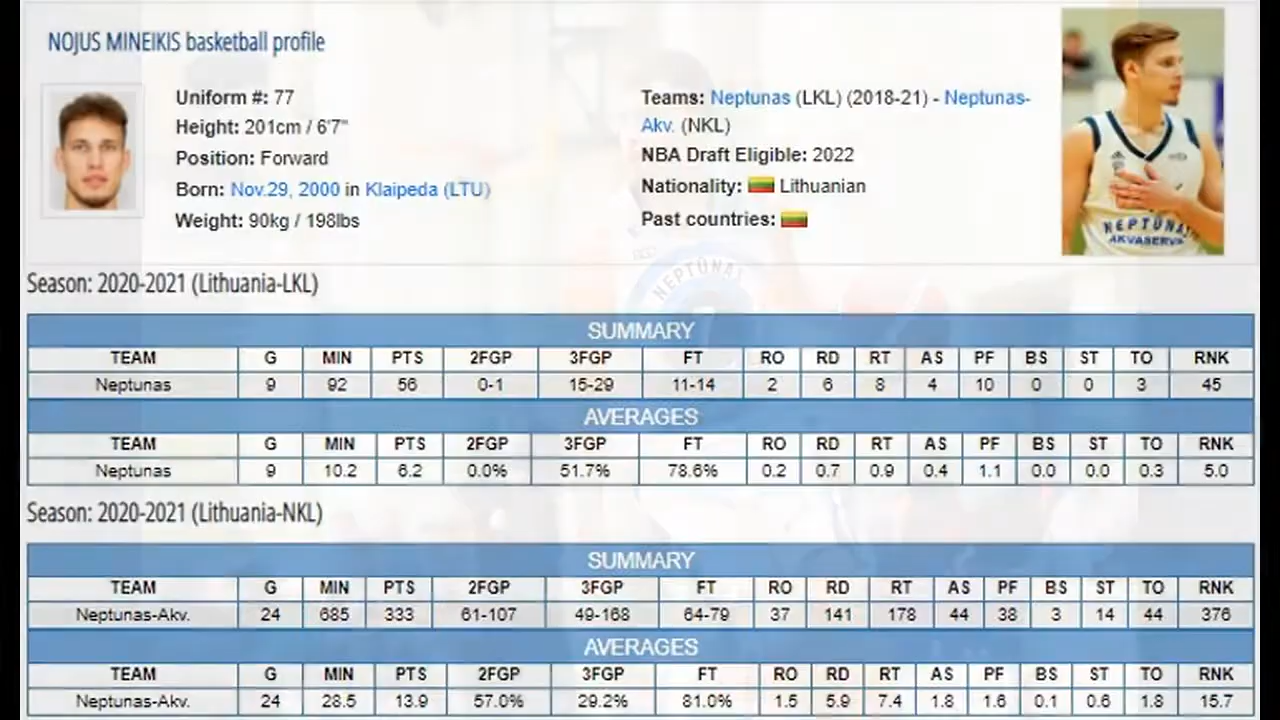 NOJUS MINEIKIS basketball profile
Uniform #: 77
Height: 201cm / 6'7"
Position: Forward
Born: Nov.29, 2000 in Klaipeda (LTU)
Weight: 90kg / 198lbs
Teams: Neptunas (LKL) (2018-21) - Neptunas-
Akv. (NKL)
NBA Draft Eligible: 2022
Nationality: Lithuanian
Past countries:
NEPTŪNAS
AKVASERVIS
NEPTŪNAS
Season: 2020-2021 (Lithuania-LKL)
SUMMARY
TEAM G MIN PTS 2FGP 3FGP FT RO RD RT AS PF BS ST TO RNK
Neptunas 9 92 56 0-1 15-29 11-14 2 6 8 4 10 0 0 3 45
AVERAGES
TEAM G MIN PTS 2FGP 3FGP FT RO RD RT AS PF BS ST TO RNK
Neptunas 9 10.2 6.2 0.0% 51.7% 78.6% 0.2 0.7 0.9 0.4 1.1 0.0 0.0 0.3 5.0
Season: 2020-2021 (Lithuania-NKL)
SUMMARY
TEAM G MIN PTS 2FGP 3FGP FT RO RD RT AS PF BS ST TO RNK
Neptunas-Akv. 24 685 333 61-107 49-168 64-79 37 141 178 44 38 3 14 44 376
AVERAGES
TEAM G MIN PTS 2FGP 3FGP FT RO RD RT AS PF BS ST TO RNK
Neptunas-Akv. 24 28.5 13.9 57.0% 29.2% 81.0% 1.5 5.9 7.4 1.8 1.6 0.1 0.6 1.8 15.7